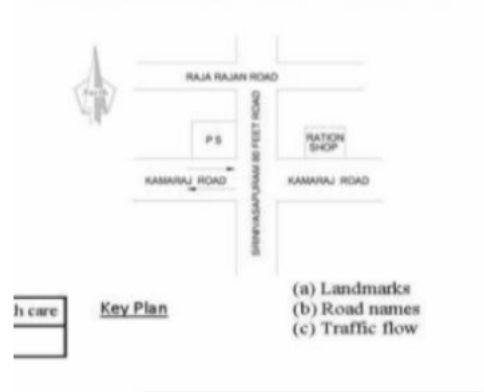 RAJA RAJAN ROAD
North
PS
RATION
SHOP
SRINIVASAPURAM 80 FEET ROAD
KAMARAJ ROAD
KAMARAJ ROAD
h care
Key Plan
(a) Landmarks
(b) Road names
(c) Traffic flow